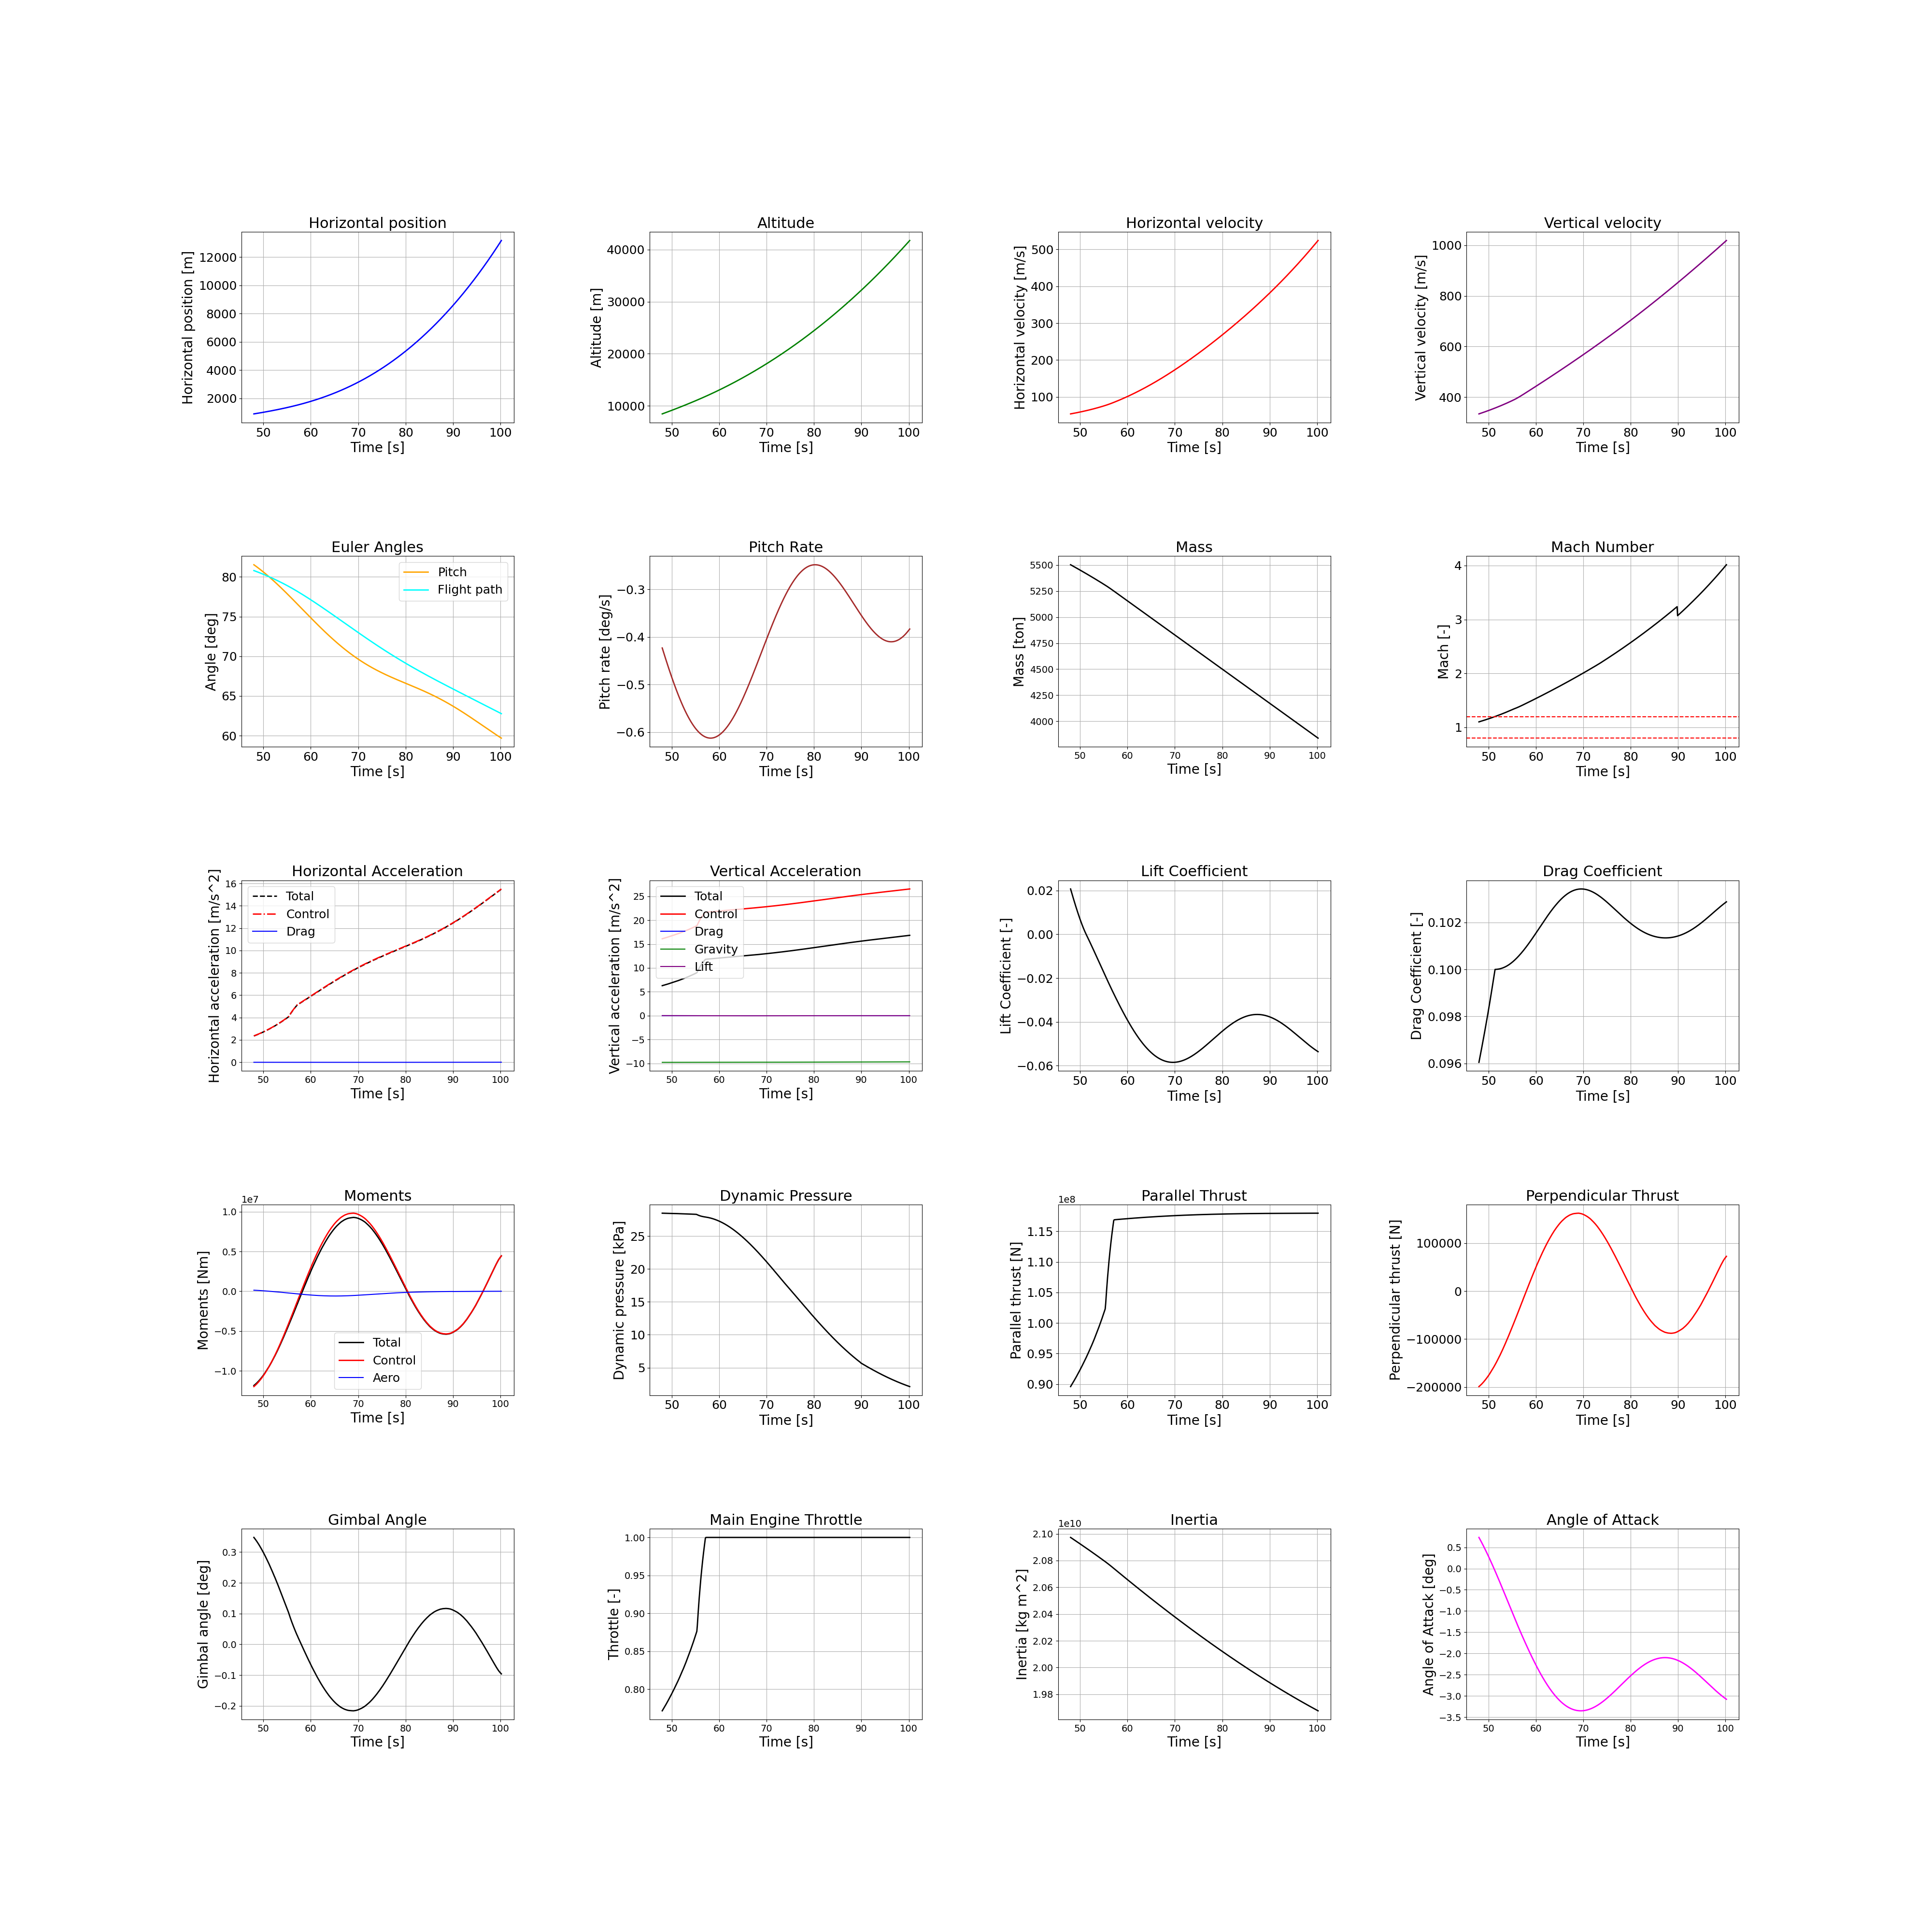 Horizontal position
Horizontal position [m]
12000
10000
8000
6000
4000
2000
50 60 70 80 90 100
Time [s]
Altitude
Altitude [m]
40000
30000
20000
10000
50 60 70 80 90 100
Time [s]
Horizontal velocity
Horizontal velocity [m/s]
500
400
300
200
100
50 60 70 80 90 100
Time [s]
Vertical velocity
Vertical velocity [m/s]
1000
800
600
400
50 60 70 80 90 100
Time [s]
Euler Angles
Angle [deg]
80
75
70
65
60
Pitch
Flight path
50 60 70 80 90 100
Time [s]
Pitch Rate
Pitch rate [deg/s]
−0.3
−0.4
−0.5
−0.6
50 60 70 80 90 100
Time [s]
Mass
Mass [ton]
5500
5250
5000
4750
4500
4250
4000
50 60 70 80 90 100
Time [s]
Mach Number
Mach [-]
4
3
2
1
50 60 70 80 90 100
Time [s]
Horizontal Acceleration
Horizontal acceleration [m/s^2]
16
14
12
10
8
6
4
2
0
Total
Control
Drag
50 60 70 80 90 100
Time [s]
Vertical Acceleration
Vertical acceleration [m/s^2]
25
20
15
10
5
0
−5
−10
Total
Control
Drag
Gravity
Lift
50 60 70 80 90 100
Time [s]
Lift Coefficient
Lift Coefficient [-]
0.02
0.00
−0.02
−0.04
−0.06
50 60 70 80 90 100
Time [s]
Drag Coefficient
Drag Coefficient [-]
0.102
0.100
0.098
0.096
50 60 70 80 90 100
Time [s]
Moments
1e7
Moments [Nm]
1.0
0.5
0.0
−0.5
−1.0
Total
Control
Aero
50 60 70 80 90 100
Time [s]
Dynamic Pressure
Dynamic pressure [kPa]
25
20
15
10
5
50 60 70 80 90 100
Time [s]
Parallel Thrust
1e8
Parallel thrust [N]
1.15
1.10
1.05
1.00
0.95
0.90
50 60 70 80 90 100
Time [s]
Perpendicular Thrust
Perpendicular thrust [N]
100000
0
−100000
−200000
50 60 70 80 90 100
Time [s]
Gimbal Angle
Gimbal angle [deg]
0.3
0.2
0.1
0.0
−0.1
−0.2
50 60 70 80 90 100
Time [s]
Main Engine Throttle
Throttle [-]
1.00
0.95
0.90
0.85
0.80
50 60 70 80 90 100
Time [s]
Inertia
1e10
Inertia [kg m^2]
2.10
2.08
2.06
2.04
2.02
2.00
1.98
50 60 70 80 90 100
Time [s]
Angle of Attack
Angle of Attack [deg]
0.5
0.0
−0.5
−1.0
−1.5
−2.0
−2.5
−3.0
−3.5
50 60 70 80 90 100
Time [s]